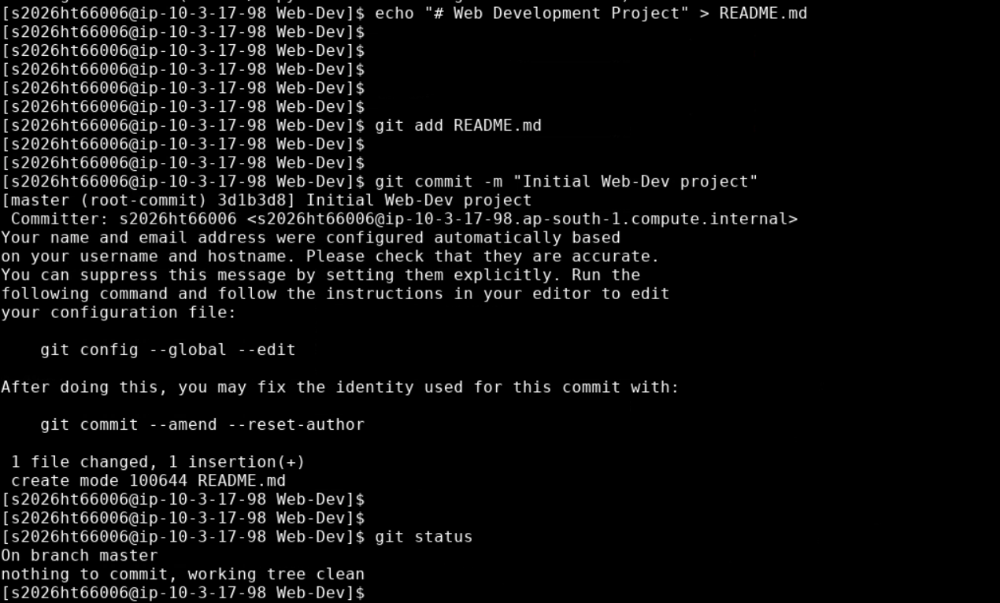 [s2026ht66006@ip-10-3-17-98 Web-Dev]$ echo "# Web Development Project" > README.md
[s2026ht66006@ip-10-3-17-98 Web-Dev]$
[s2026ht66006@ip-10-3-17-98 Web-Dev]$
[s2026ht66006@ip-10-3-17-98 Web-Dev]$
[s2026ht66006@ip-10-3-17-98 Web-Dev]$
[s2026ht66006@ip-10-3-17-98 Web-Dev]$
[s2026ht66006@ip-10-3-17-98 Web-Dev]$ git add README.md
[s2026ht66006@ip-10-3-17-98 Web-Dev]$
[s2026ht66006@ip-10-3-17-98 Web-Dev]$
[s2026ht66006@ip-10-3-17-98 Web-Dev]$ git commit -m "Initial Web-Dev project"
[master (root-commit) 3d1b3d8] Initial Web-Dev project
 Committer: s2026ht66006 <s2026ht66006@ip-10-3-17-98.ap-south-1.compute.internal>
Your name and email address were configured automatically based
on your username and hostname. Please check that they are accurate.
You can suppress this message by setting them explicitly. Run the
following command and follow the instructions in your editor to edit
your configuration file:

    git config --global --edit

After doing this, you may fix the identity used for this commit with:

    git commit --amend --reset-author

 1 file changed, 1 insertion(+)
 create mode 100644 README.md
[s2026ht66006@ip-10-3-17-98 Web-Dev]$
[s2026ht66006@ip-10-3-17-98 Web-Dev]$
[s2026ht66006@ip-10-3-17-98 Web-Dev]$ git status
On branch master
nothing to commit, working tree clean
[s2026ht66006@ip-10-3-17-98 Web-Dev]$